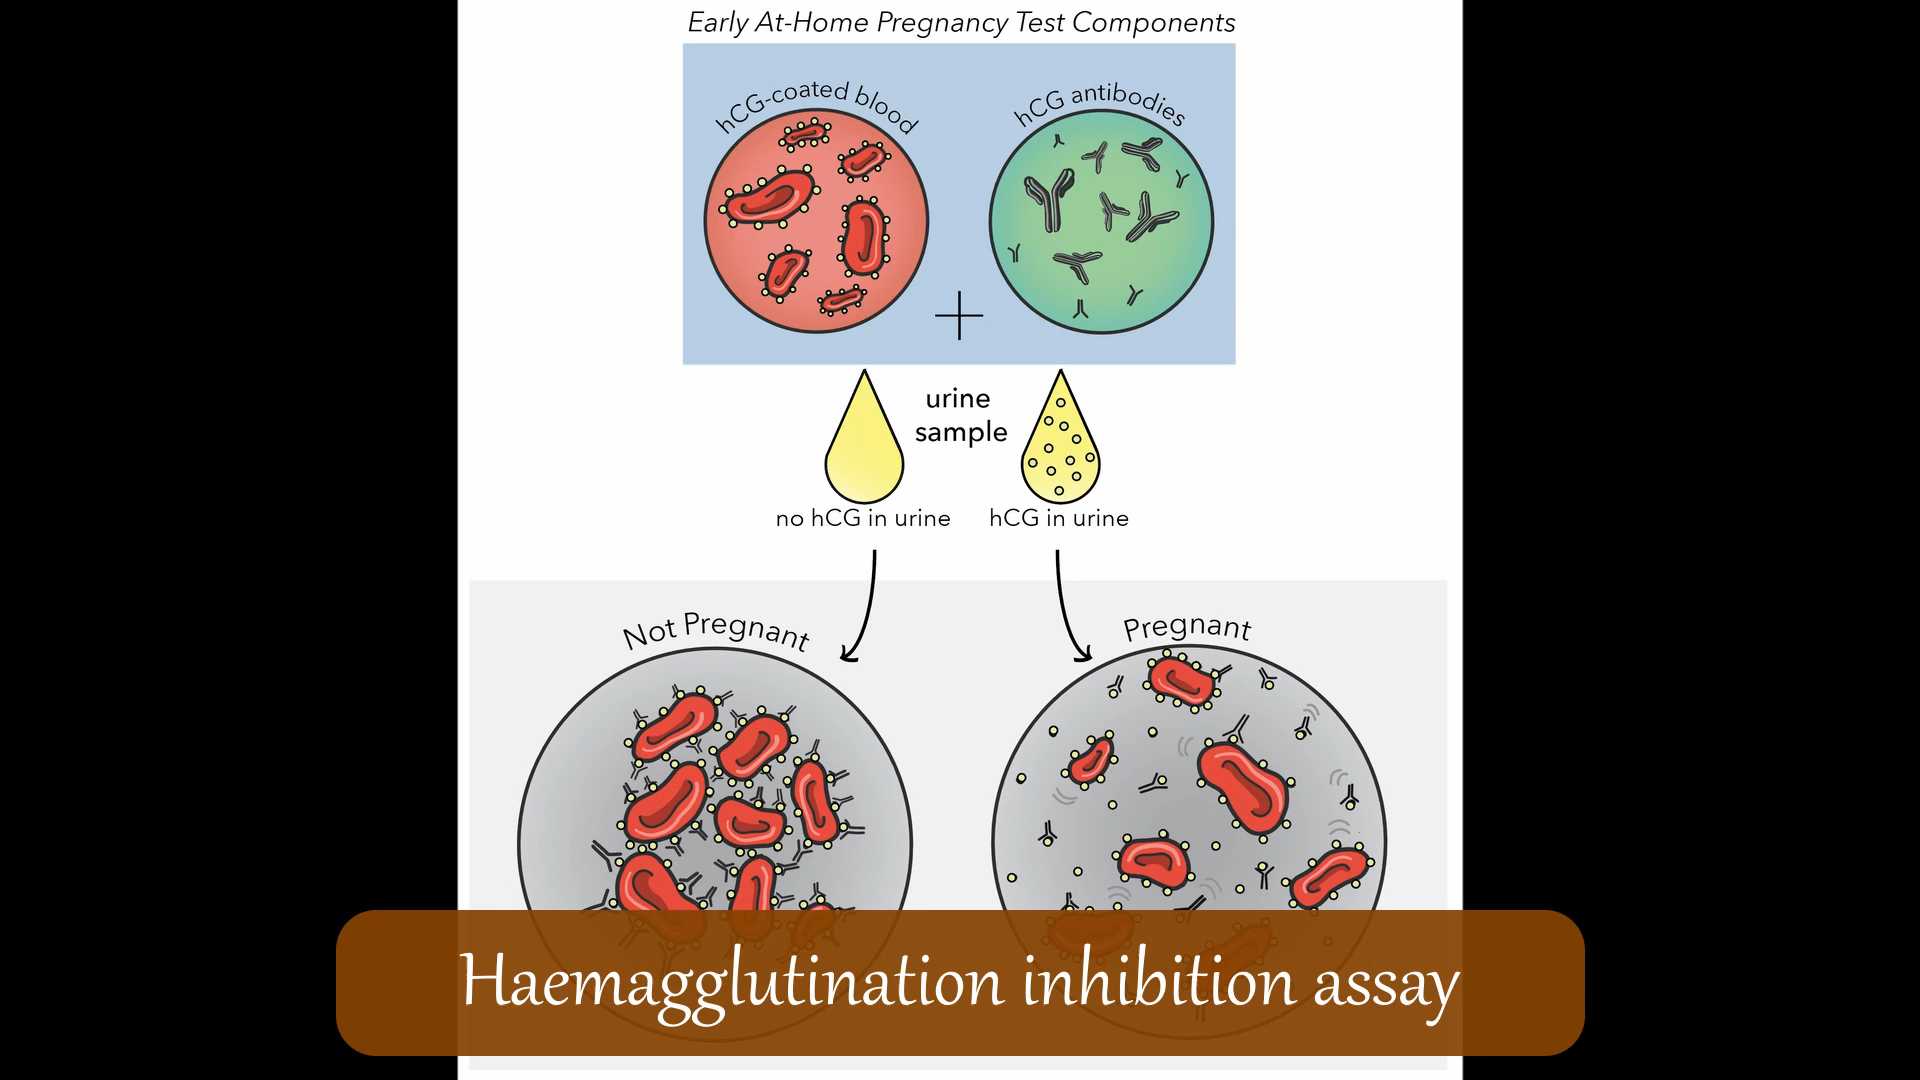 Early At-Home Pregnancy Test Components
hCG-coated blood
hCG antibodies
urine
sample
no hCG in urine
hCG in urine
Not Pregnant
Pregnant
Haemagglutination inhibition assay